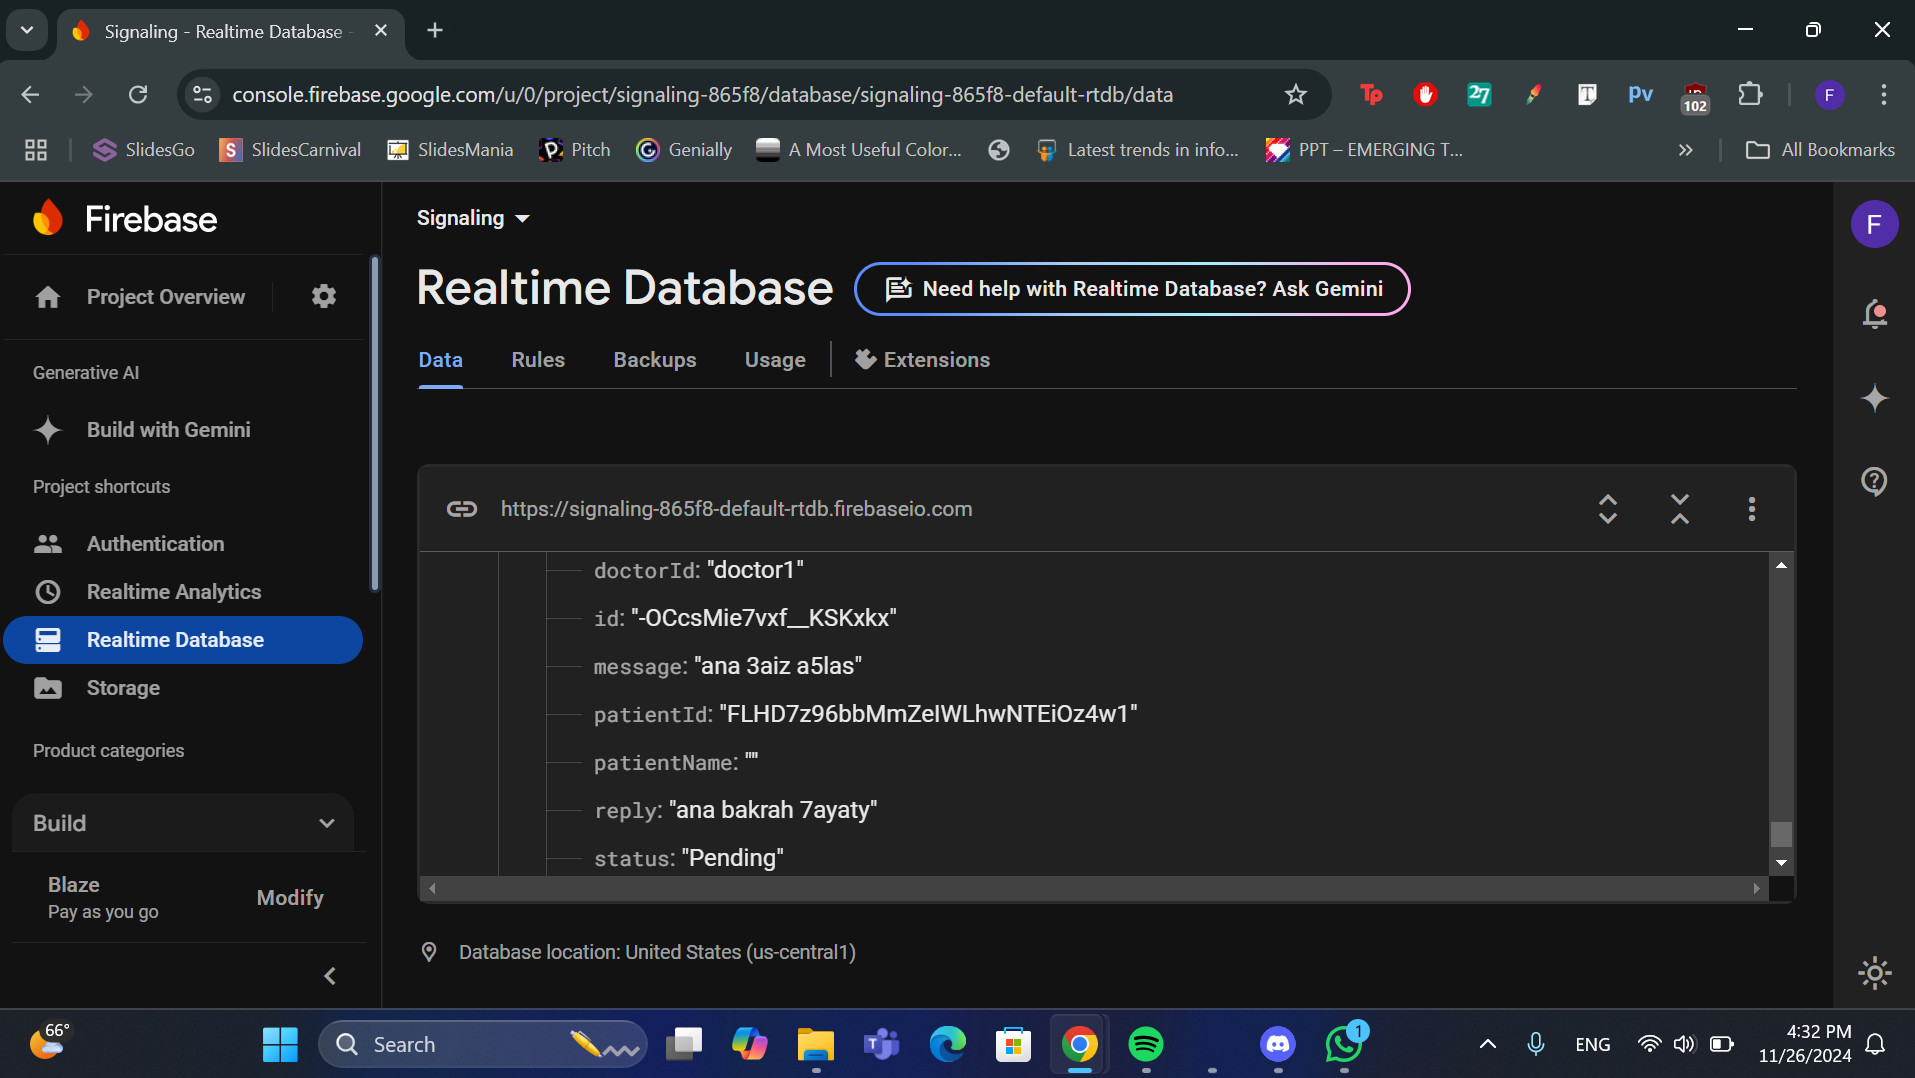 Signaling - Realtime Database -
console.firebase.google.com/u/0/project/signaling-865f8/database/signaling-865f8-default-rtdb/data
Tp
27
T
pv
102
F
SlidesGo
S SlidesCarnival
SlidesMania
Pitch
Genially
A Most Useful Color...
Latest trends in info...
PPT – EMERGING T...
All Bookmarks
Firebase
Project Overview
Generative AI
Build with Gemini
Project shortcuts
Authentication
Realtime Analytics
Realtime Database
Storage
Product categories
Build
Blaze
Pay as you go
Modify
Signaling
Realtime Database
Need help with Realtime Database? Ask Gemini
Data
Rules
Backups
Usage
Extensions
https://signaling-865f8-default-rtdb.firebaseio.com
doctorId: "doctor1"
id: "-OCcsMie7vxf__KSKxkx"
message: "ana 3aiz a5las"
patientId: "FLHD7z96bbMmZeIWLhwNTEiOz4w1"
patientName: ""
reply: "ana bakrah 7ayaty"
status: "Pending"
Database location: United States (us-central1)
F
66°
Search
1
ENG
4:32 PM
11/26/2024